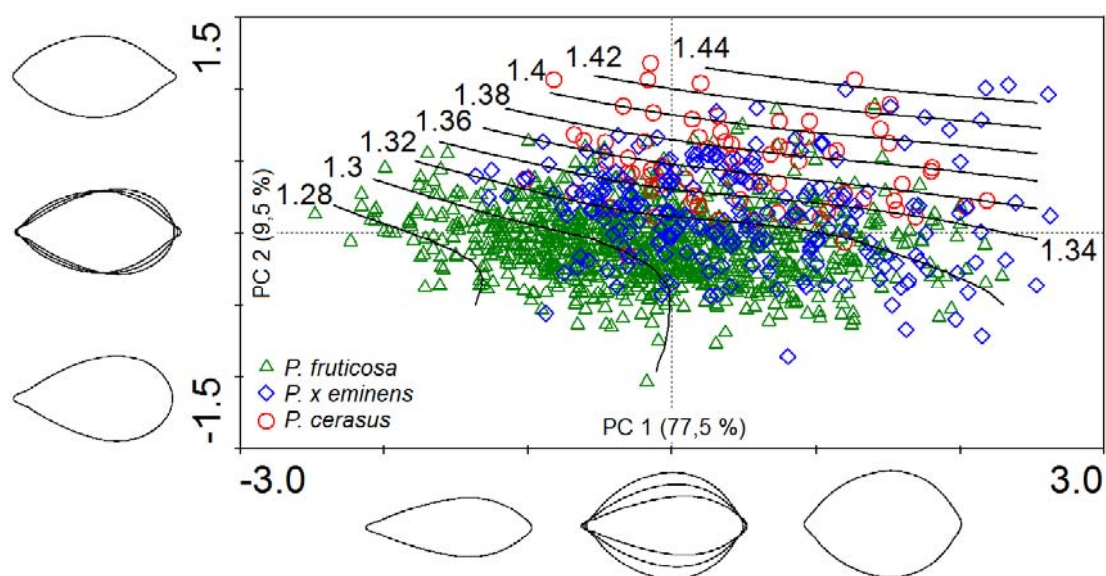 1.5
1.44
1.42
1.4
1.38
1.36
1.32
1.3
1.28
1.34
PC 2 (9,5 %)
P. fruticosa
P. x eminens
P. cerasus
PC 1 (77,5 %)
-1.5
-3.0
3.0